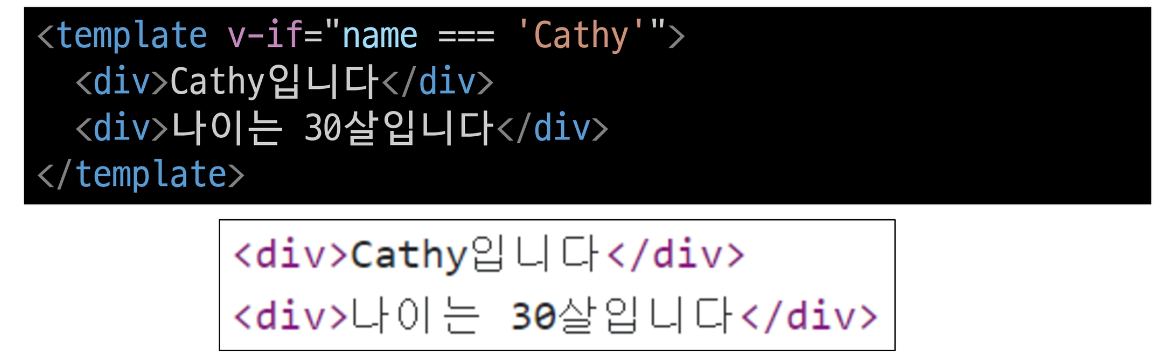 <template v-if="name === 'Cathy'">
  <div>Cathy입니다</div>
  <div>나이는 30살입니다</div>
</template>
<div>Cathy입니다</div>
<div>나이는 30살입니다</div>